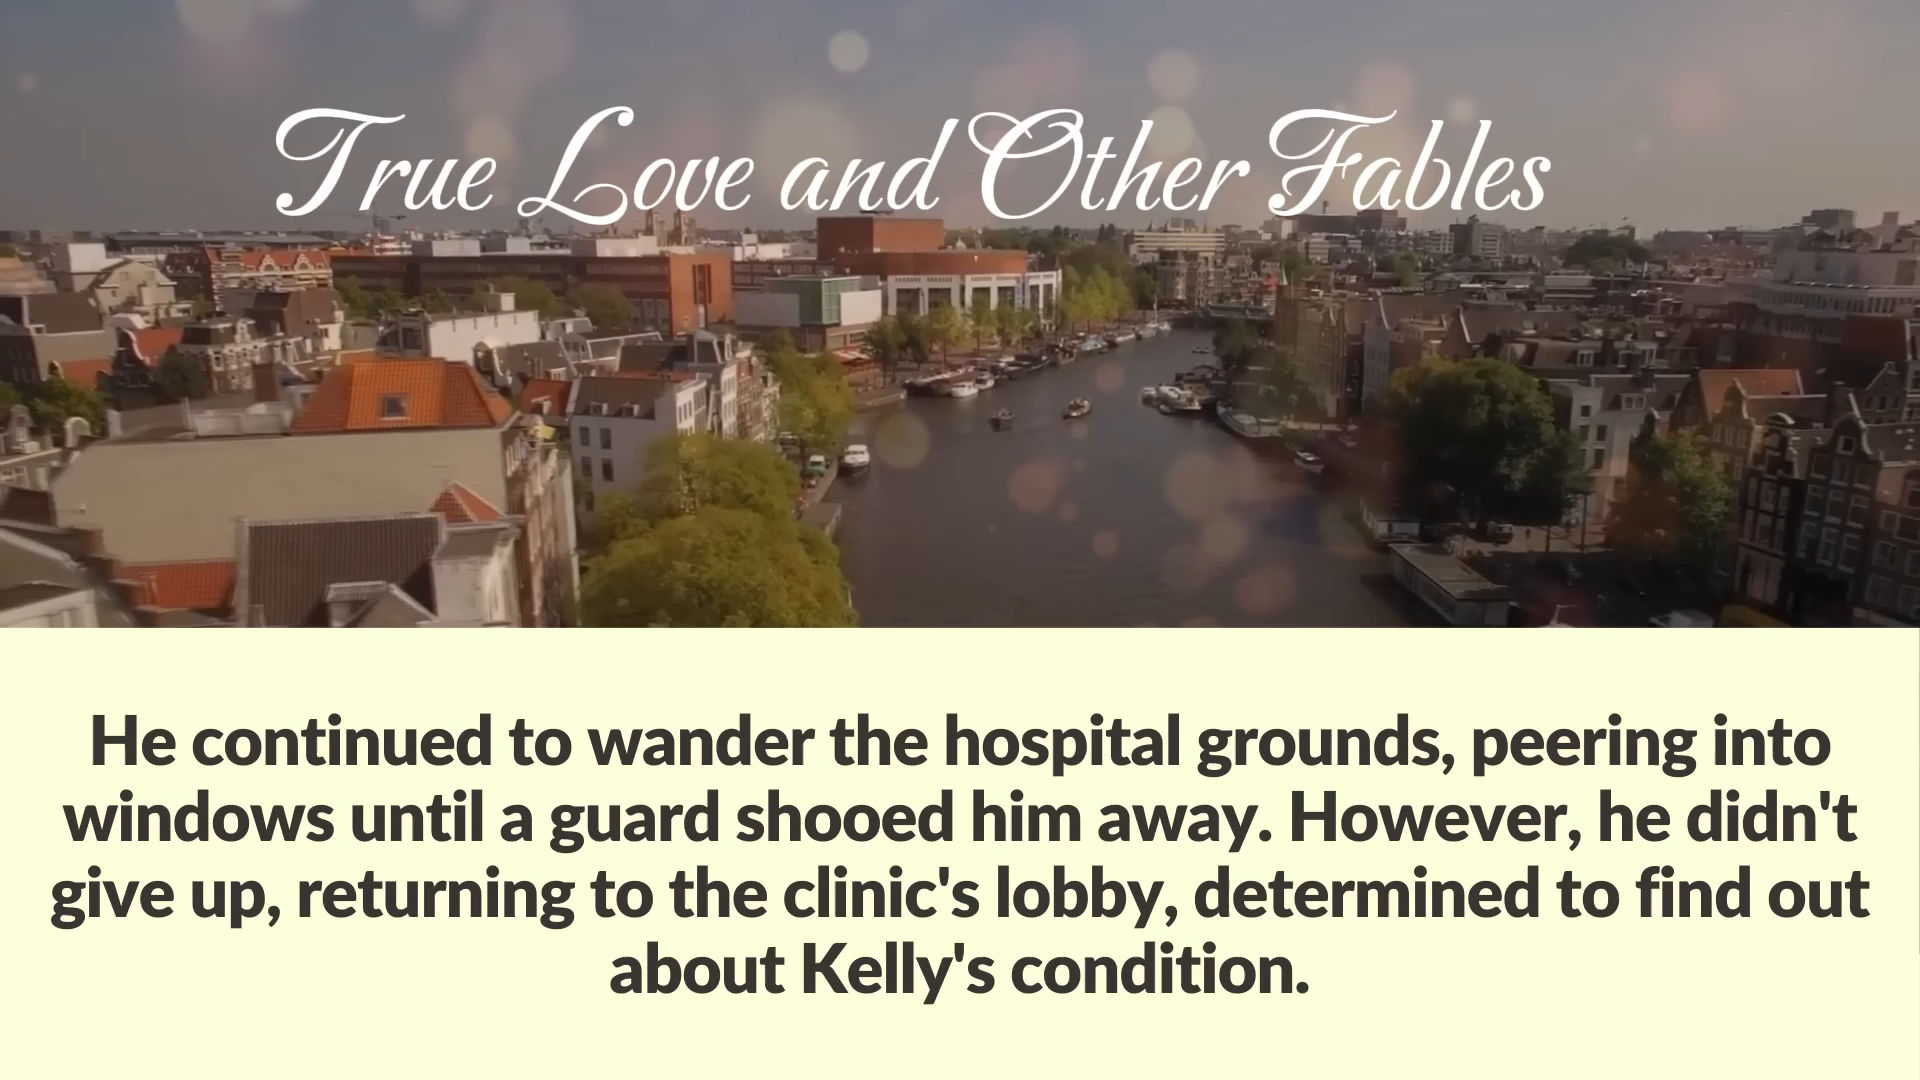 True Love and Other Fables
He continued to wander the hospital grounds, peering into
windows until a guard shooed him away. However, he didn't
give up, returning to the clinic's lobby, determined to find out
about Kelly's condition.